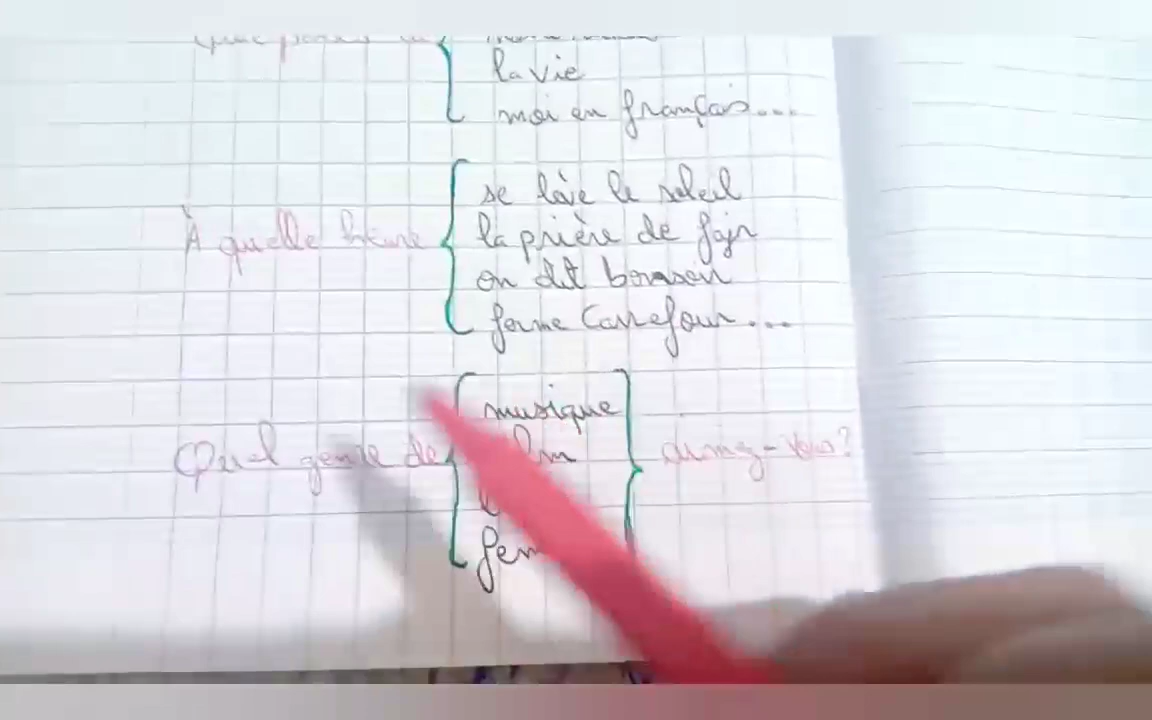 la vie
moi en français...
À quelle heure
se lève le soleil
la prière de fajr
on dit bonsoir
ferme Carrefour...
Quel genre de
musique
aimez-vous?